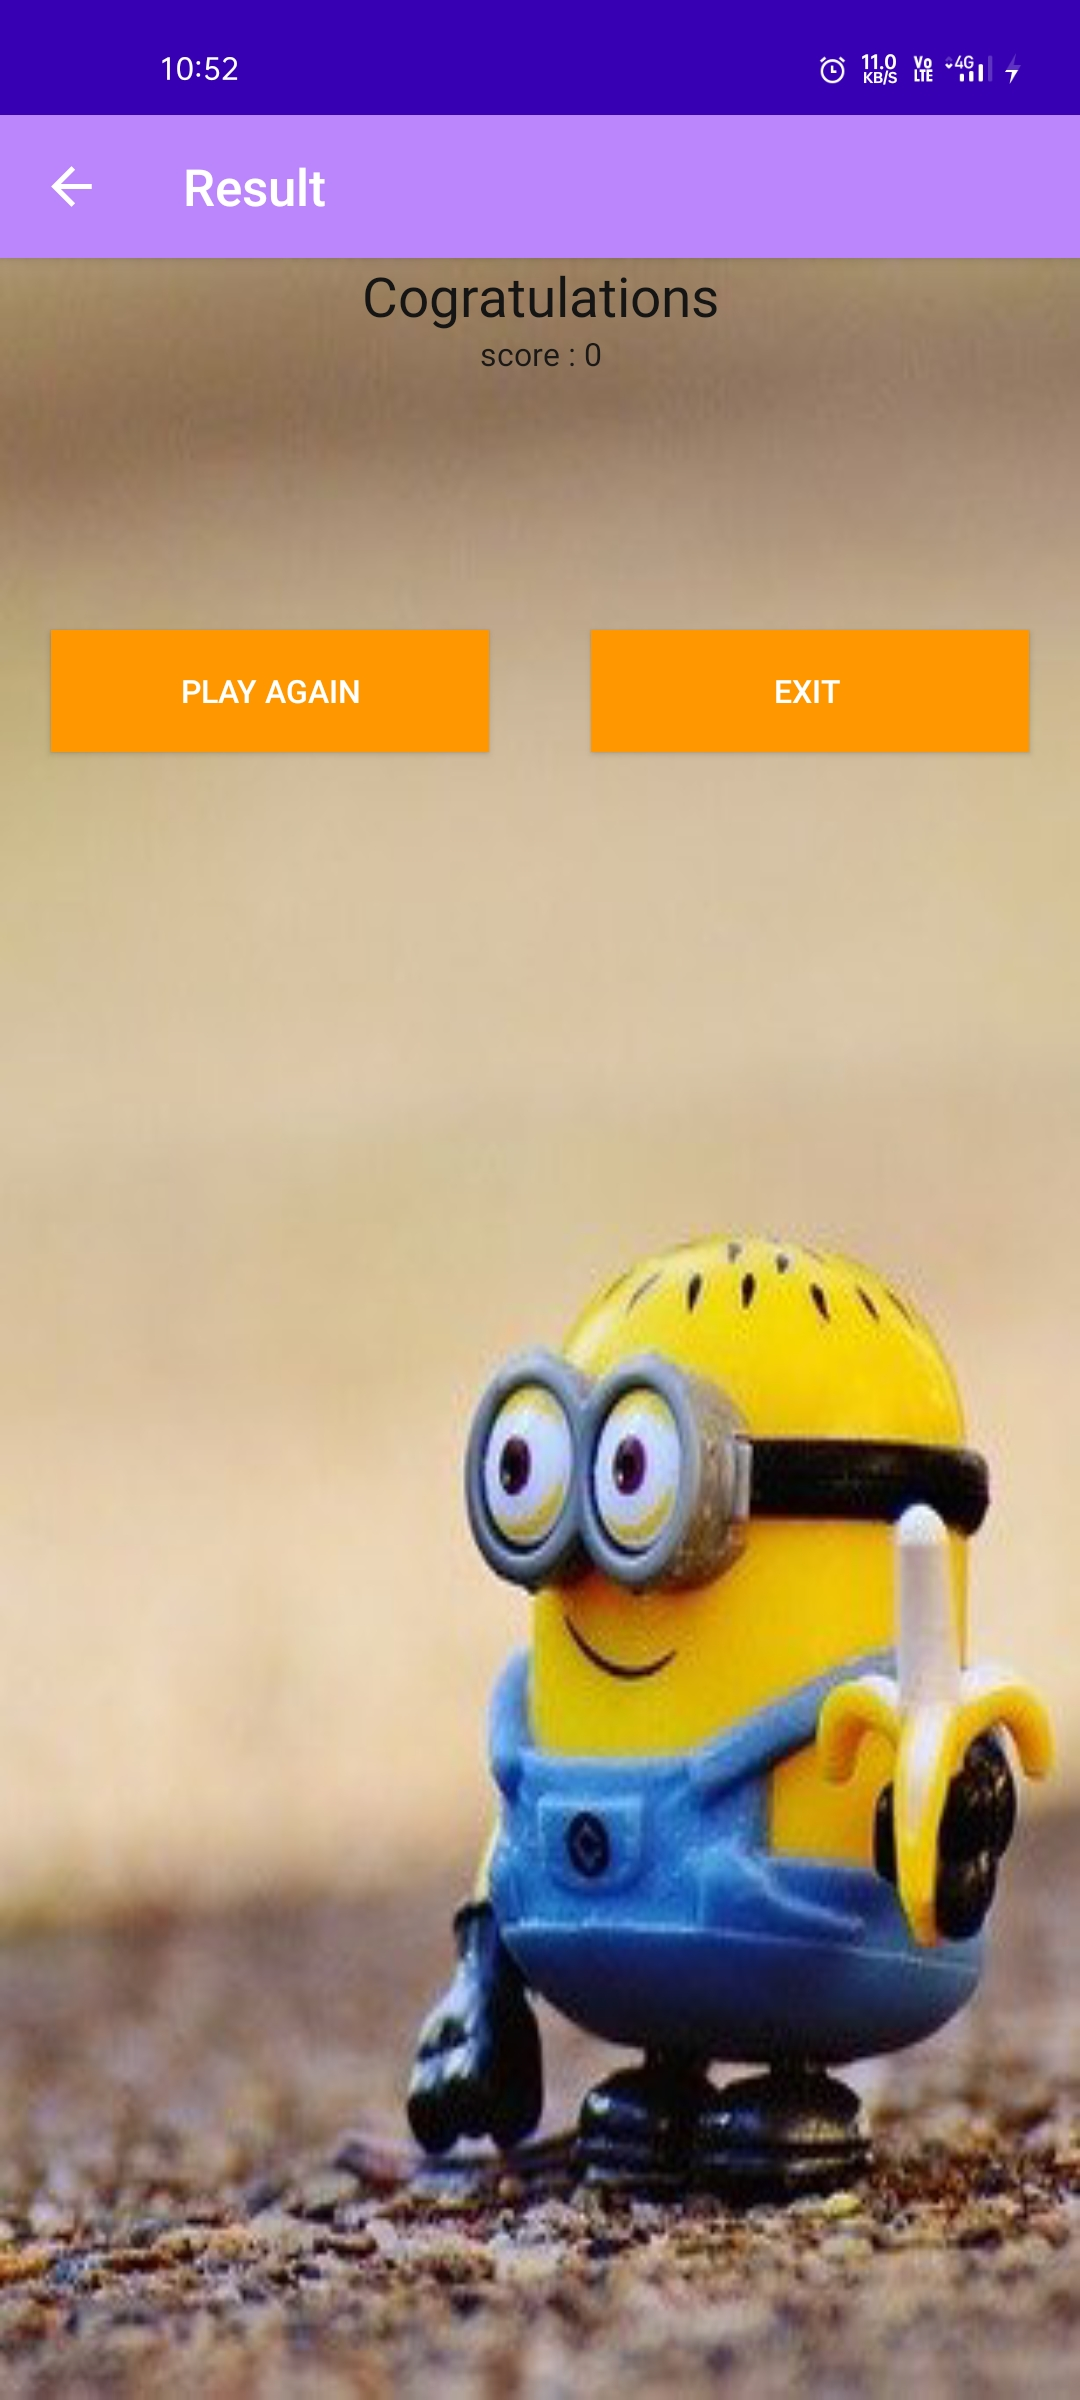 10:52
11.0
KB/S
Vo
LTE
4G
Result
Cogratulations
score : 0
PLAY AGAIN
EXIT